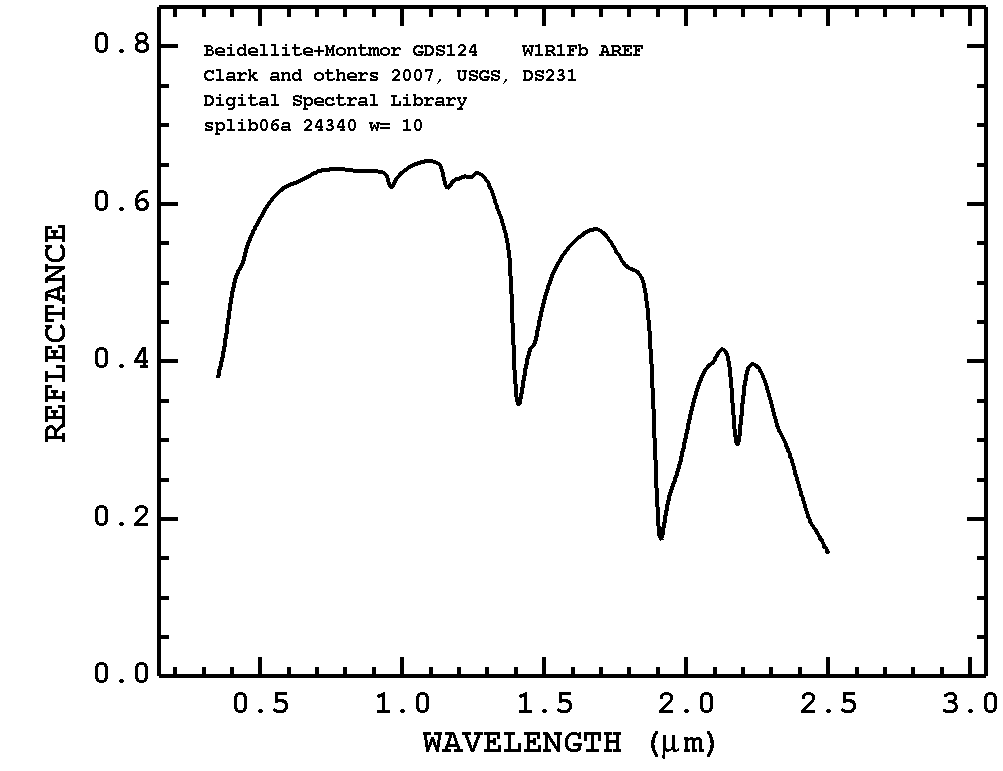 0.8
Beidellite+Montmor GDS124 W1R1Fb AREF
Clark and others 2007, USGS, DS231
Digital Spectral Library
splib06a 24340 w= 10
0.6
REFLECTANCE
0.4
0.2
0.0
0.5 1.0 1.5 2.0 2.5 3.0
WAVELENGTH (μm)